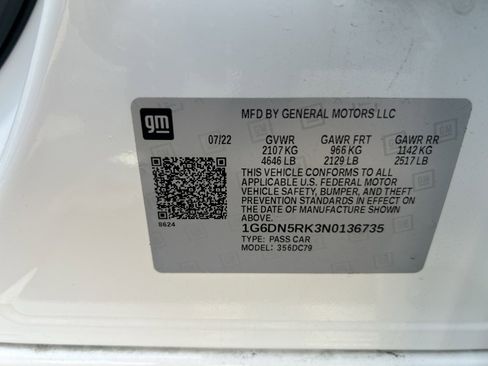 gm
MFD BY GENERAL MOTORS LLC
07/22 GVWR GAWR FRT GAWR RR
2107 KG 966 KG 1142 KG
4646 LB 2129 LB 2517 LB
THIS VEHICLE CONFORMS TO ALL
APPLICABLE U.S. FEDERAL MOTOR
VEHICLE SAFETY, BUMPER, AND THEFT
PREVENTION STANDARDS IN EFFECT ON
THE DATE OF MANUFACTURE SHOWN
ABOVE.
1G6DN5RK3N0136735
TYPE: PASS CAR
MODEL: 356DC79
8624